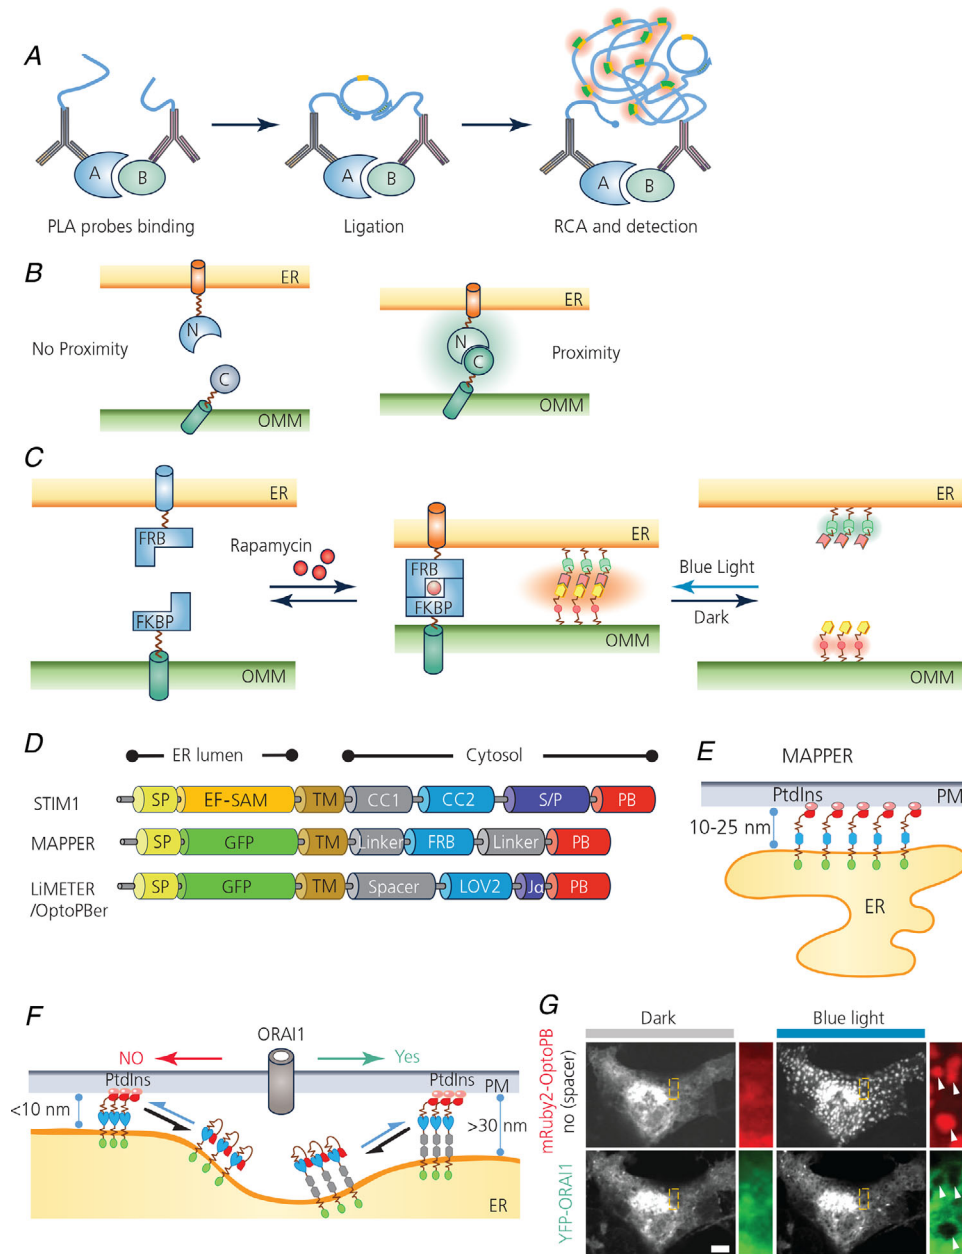 A
A
B
A
B
A
B
PLA probes binding
Ligation
RCA and detection
B
ER
N
No Proximity
C
OMM
ER
N
C
Proximity
OMM
C
ER
FRB
FKBP
OMM
Rapamycin
ER
FRB
FKBP
OMM
Blue Light
Dark
ER
OMM
D
ER lumen
Cytosol
STIM1
SP
EF-SAM
TM
CC1
CC2
S/P
PB
MAPPER
SP
GFP
TM
Linker
FRB
Linker
PB
LiMETER
/OptoPBer
SP
GFP
TM
Spacer
LOV2
Jα
PB
E
MAPPER
PtdIns
PM
10-25 nm
ER
F
ORAI1
NO
Yes
PtdIns
PtdIns
PM
<10 nm
>30 nm
ER
G
Dark
Blue light
mRuby2-OptoPB
no (spacer)
YFP-ORAI1